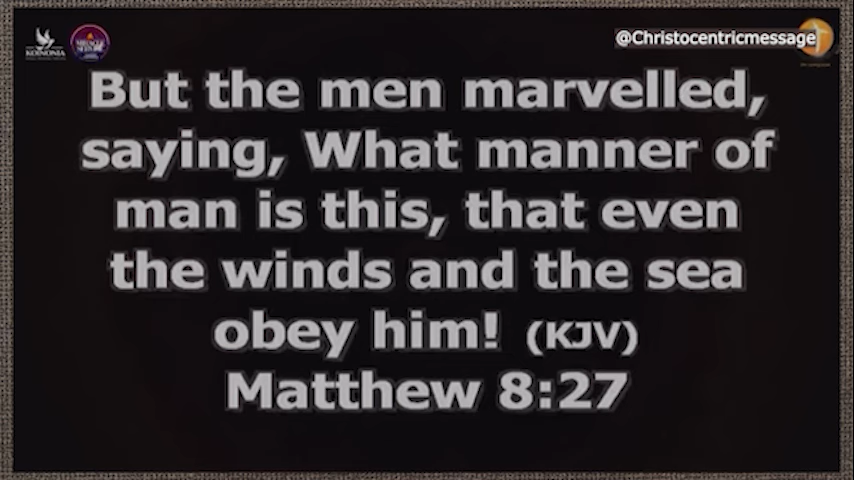 KOINONIA
@Christocentricmessage
But the men marvelled,
saying, What manner of
man is this, that even
the winds and the sea
obey him! (KJV)
Matthew 8:27